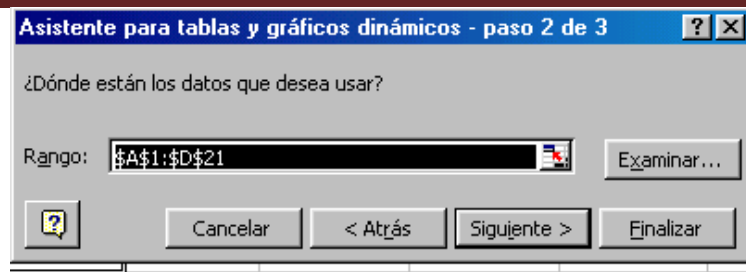 Asistente para tablas y gráficos dinámicos - paso 2 de 3
¿Dónde están los datos que desea usar?
Rango: $A$1:$D$21 Examinar...
Cancelar < Atrás Siguiente > Finalizar